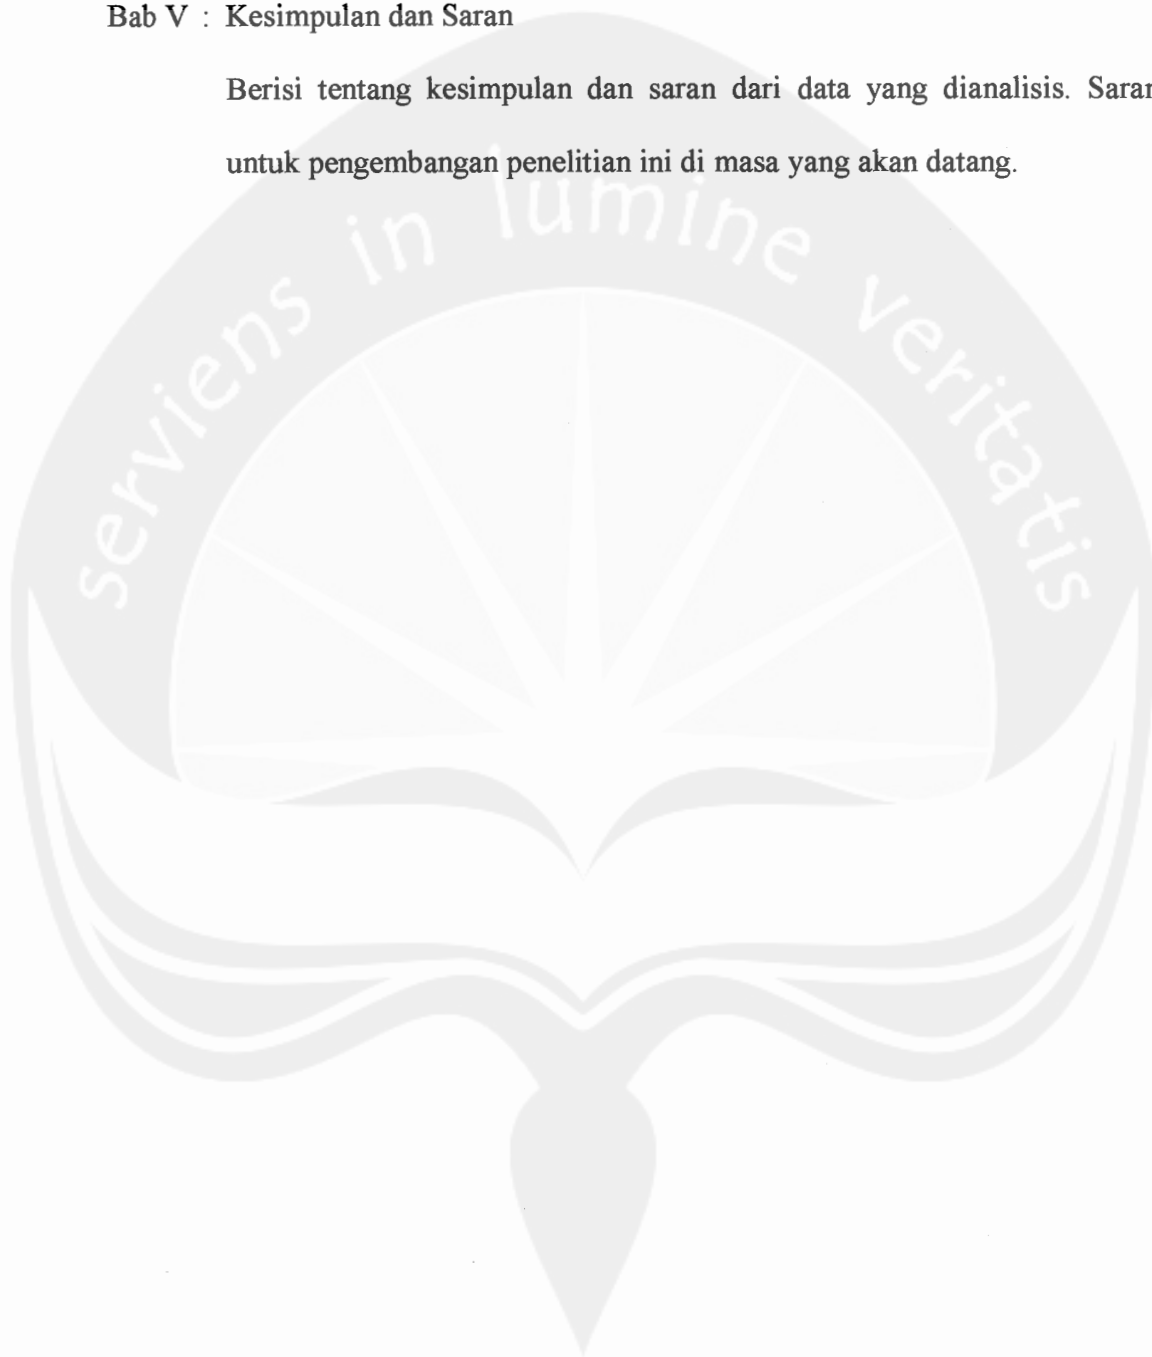 Bab V : Kesimpulan dan Saran
Berisi tentang kesimpulan dan saran dari data yang dianalisis. Saran
untuk pengembangan penelitian ini di masa yang akan datang.
serviens in lumine veritatis